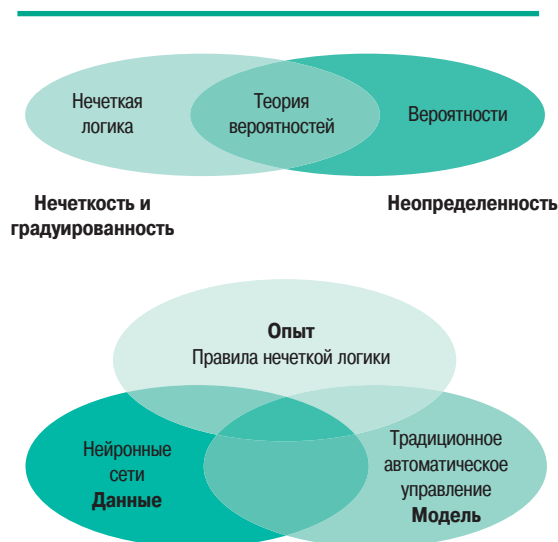 Нечеткая
логика
Теория
вероятностей
Вероятности
Нечеткость и
градуированность
Неопределенность
Опыт
Правила нечеткой логики
Нейронные
сети
Данные
Традиционное
автоматическое
управление
Модель